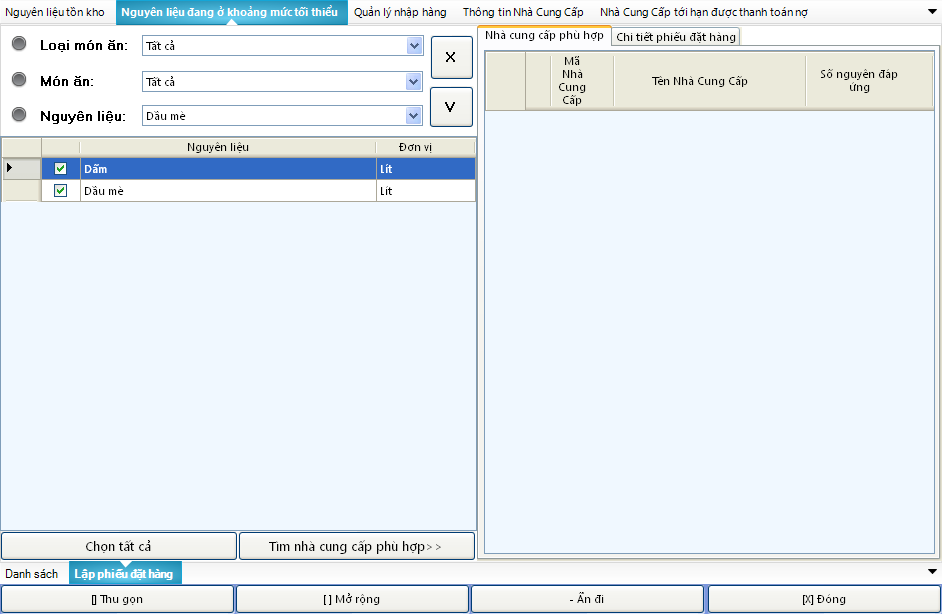 Nguyên liệu tồn kho Nguyên liệu đang ở khoảng mức tối thiểu Quản lý nhập hàng Thông tin Nhà Cung Cấp Nhà Cung Cấp tới hạn được thanh toán nợ
Loại món ăn: Tất cả X
Món ăn: Tất cả
Nguyên liệu: Dầu mè V
Nguyên liệu Đơn vị
Dấm Lít
Dầu mè Lít
Chọn tất cả Tìm nhà cung cấp phù hợp>>
Nhà cung cấp phù hợp Chi tiết phiếu đặt hàng
Mã
Nhà
Cung
Cấp
Tên Nhà Cung Cấp
Số nguyên đáp
ứng
Danh sách Lập phiếu đặt hàng
[] Thu gọn [ ] Mở rộng - Ẩn đi [X] Đóng